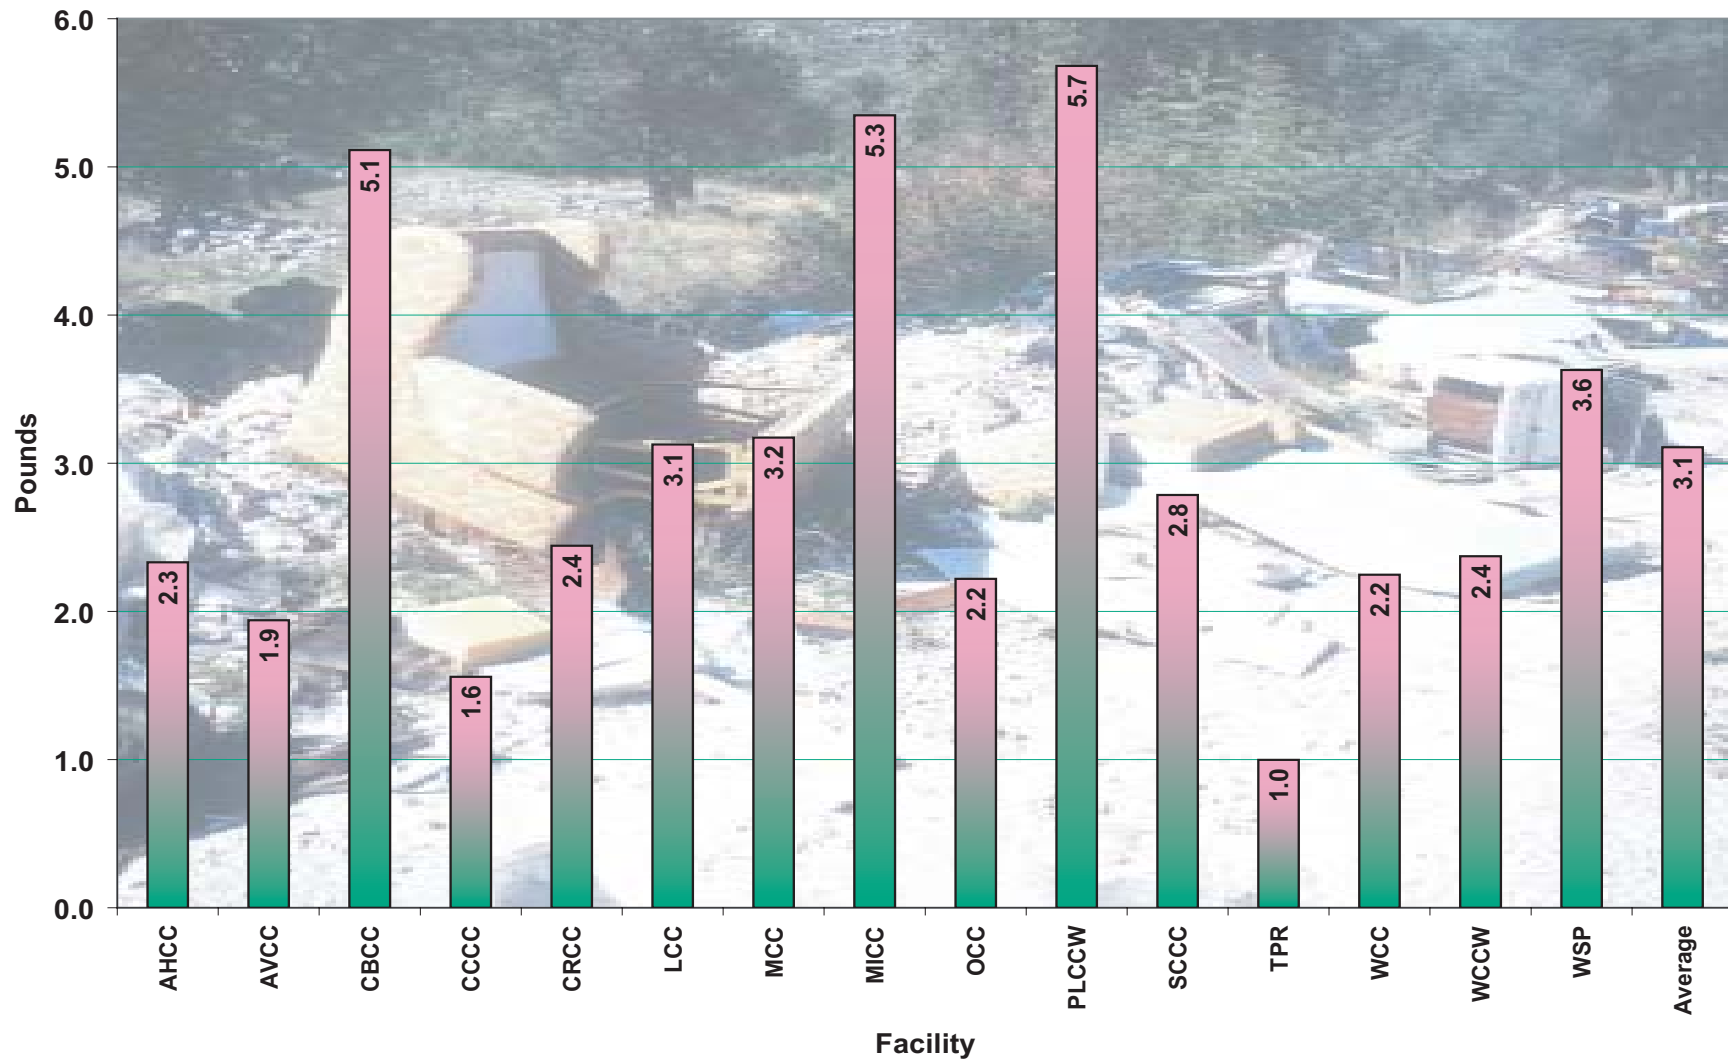 6.0
5.0
4.0
3.0
2.0
1.0
0.0
Pounds
2.3
1.9
5.1
1.6
2.4
3.1
3.2
5.3
2.2
5.7
2.8
1.0
2.2
2.4
3.6
3.1
AHCC
AVCC
CBCC
CCCC
CRCC
LCC
MCC
MICC
OCC
PLCCW
SCCC
TPR
WCC
WCCW
WSP
Average
Facility